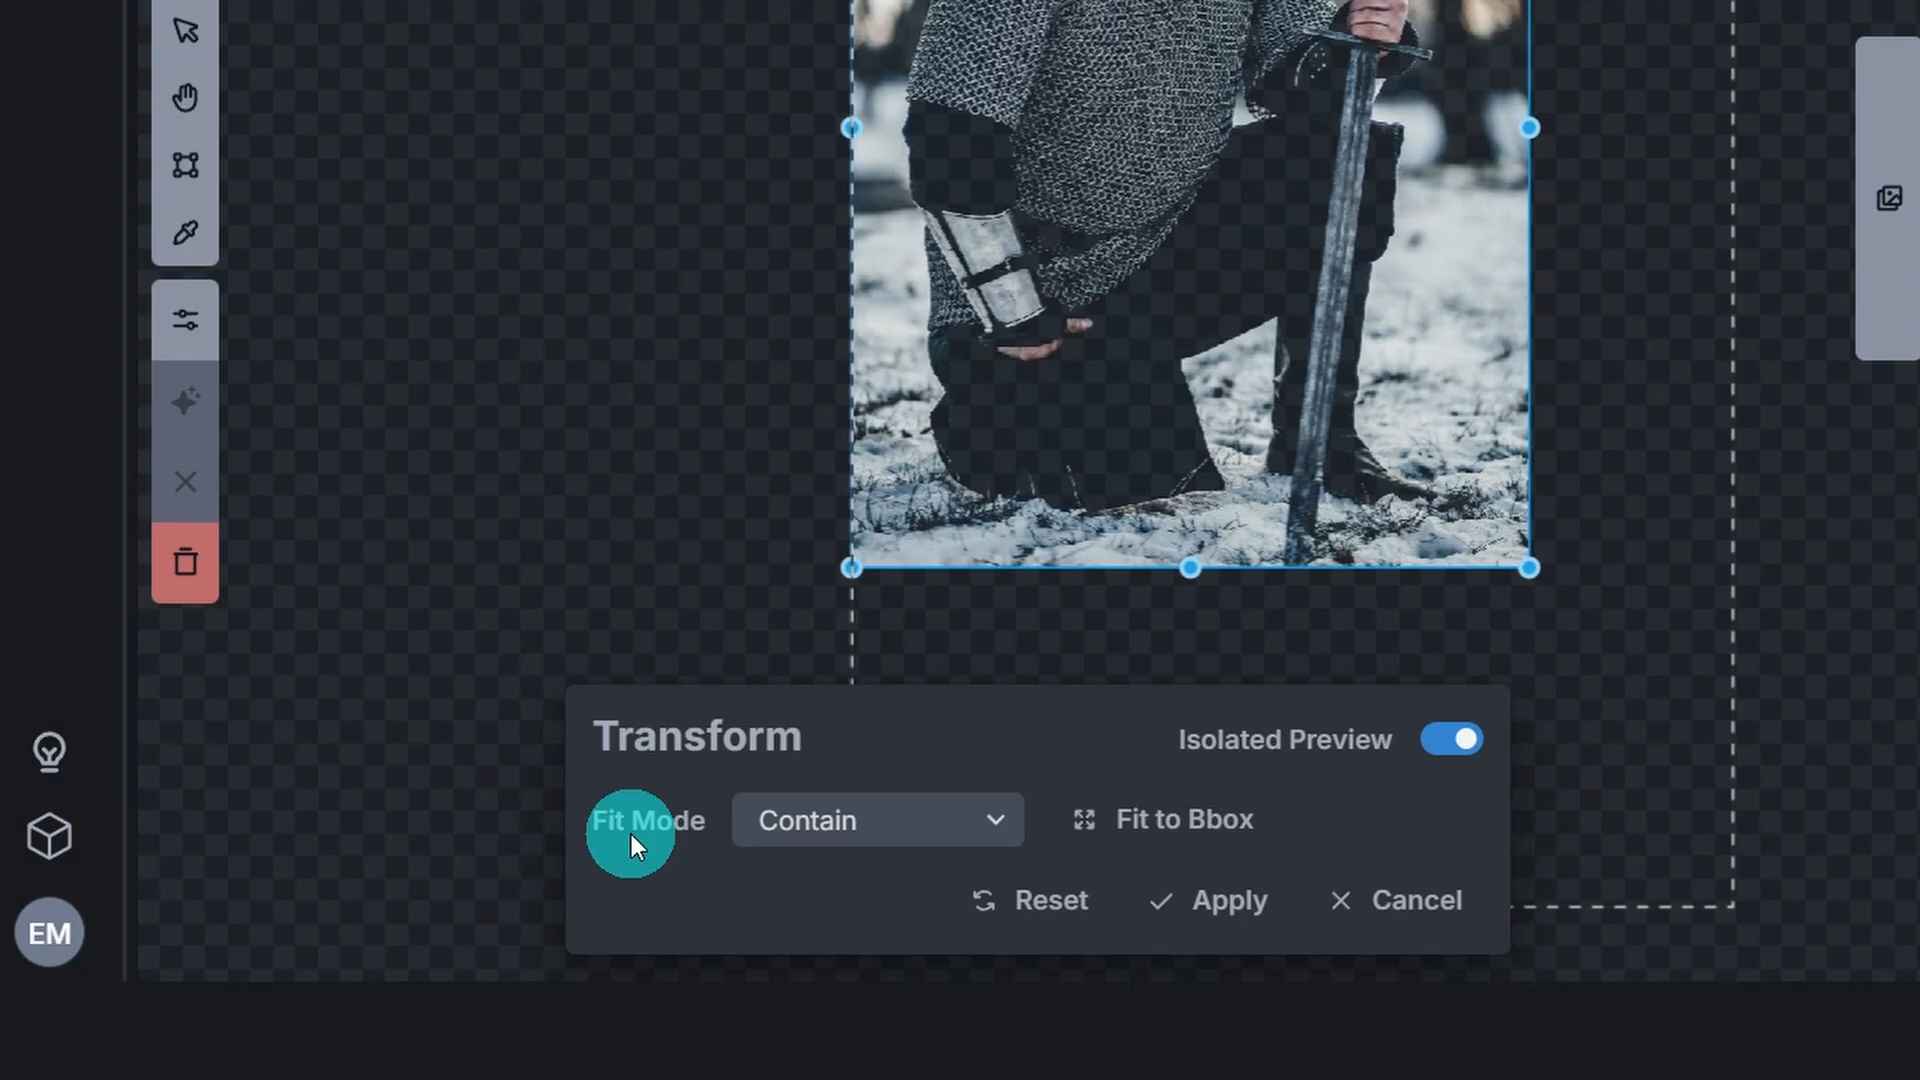 Transform
Isolated Preview
Fit Mode
Contain
Fit to Bbox
Reset
Apply
Cancel
EM